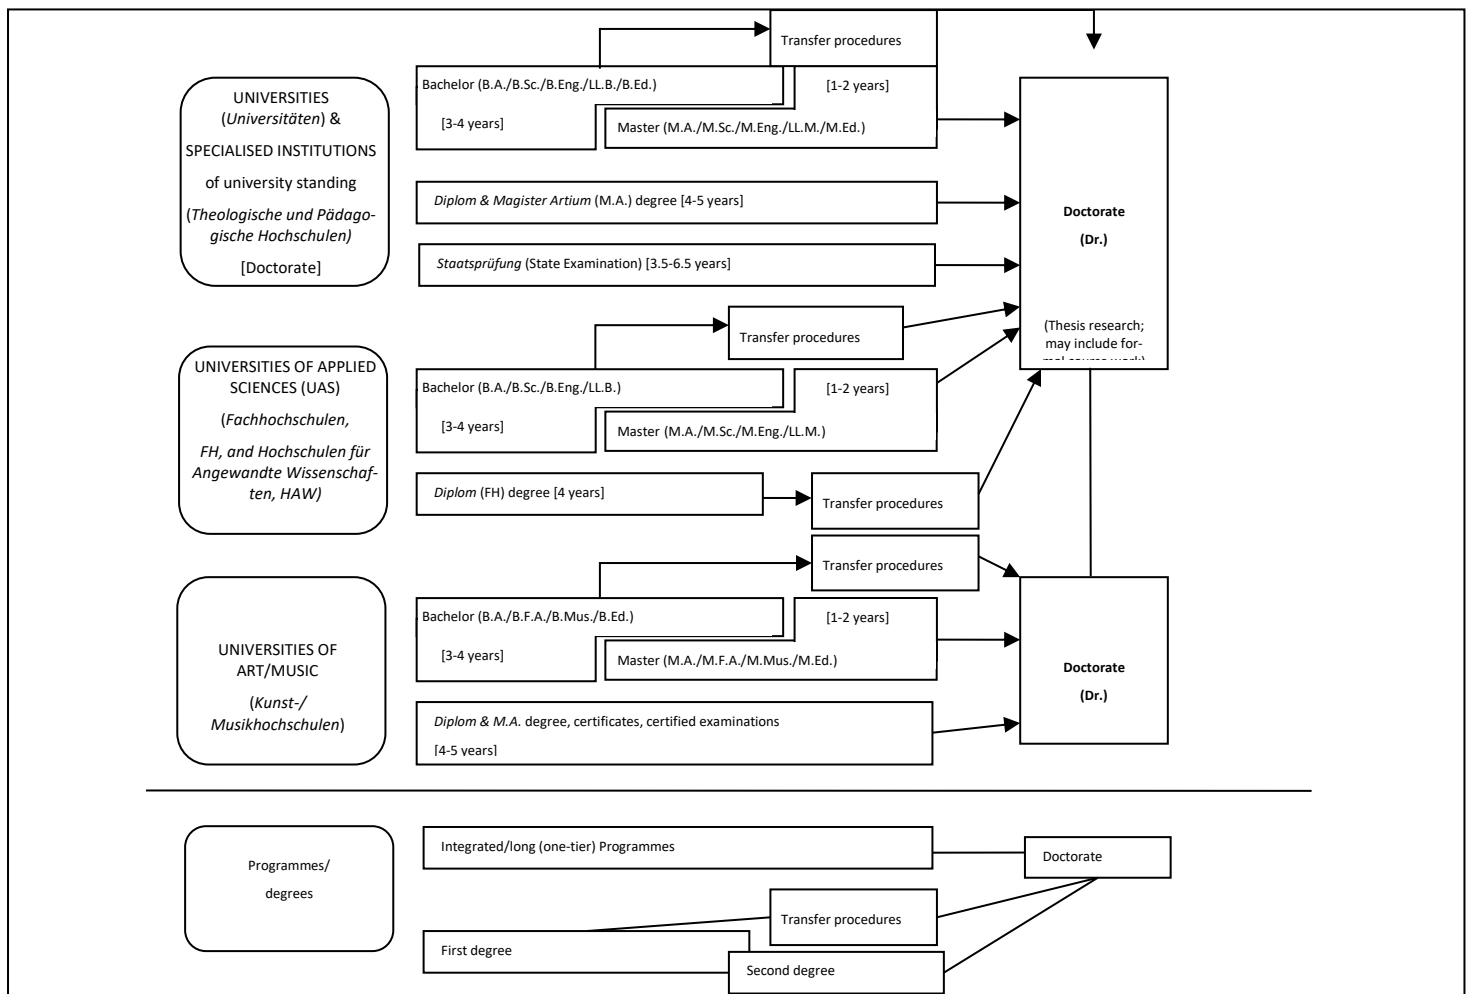 Transfer procedures
UNIVERSITIES
(Universitäten) &
SPECIALISED INSTITUTIONS
of university standing
(Theologische und Pädago-
gische Hochschulen)
[Doctorate]
Bachelor (B.A./B.Sc./B.Eng./LL.B./B.Ed.)
[3-4 years]
[1-2 years]
Master (M.A./M.Sc./M.Eng./LL.M./M.Ed.)
Diplom & Magister Artium (M.A.) degree [4-5 years]
Staatsprüfung (State Examination) [3.5-6.5 years]
Doctorate
(Dr.)
(Thesis research;
may include for-
mal course work)
Transfer procedures
UNIVERSITIES OF APPLIED
SCIENCES (UAS)
(Fachhochschulen,
FH, and Hochschulen für
Angewandte Wissenschaf-
ten, HAW)
Bachelor (B.A./B.Sc./B.Eng./LL.B.)
[3-4 years]
[1-2 years]
Master (M.A./M.Sc./M.Eng./LL.M.)
Diplom (FH) degree [4 years]
Transfer procedures
Transfer procedures
UNIVERSITIES OF
ART/MUSIC
(Kunst-/
Musikhochschulen)
Bachelor (B.A./B.F.A./B.Mus./B.Ed.)
[3-4 years]
[1-2 years]
Master (M.A./M.F.A./M.Mus./M.Ed.)
Diplom & M.A. degree, certificates, certified examinations
[4-5 years]
Doctorate
(Dr.)
Programmes/
degrees
Integrated/long (one-tier) Programmes
Doctorate
Transfer procedures
First degree
Second degree